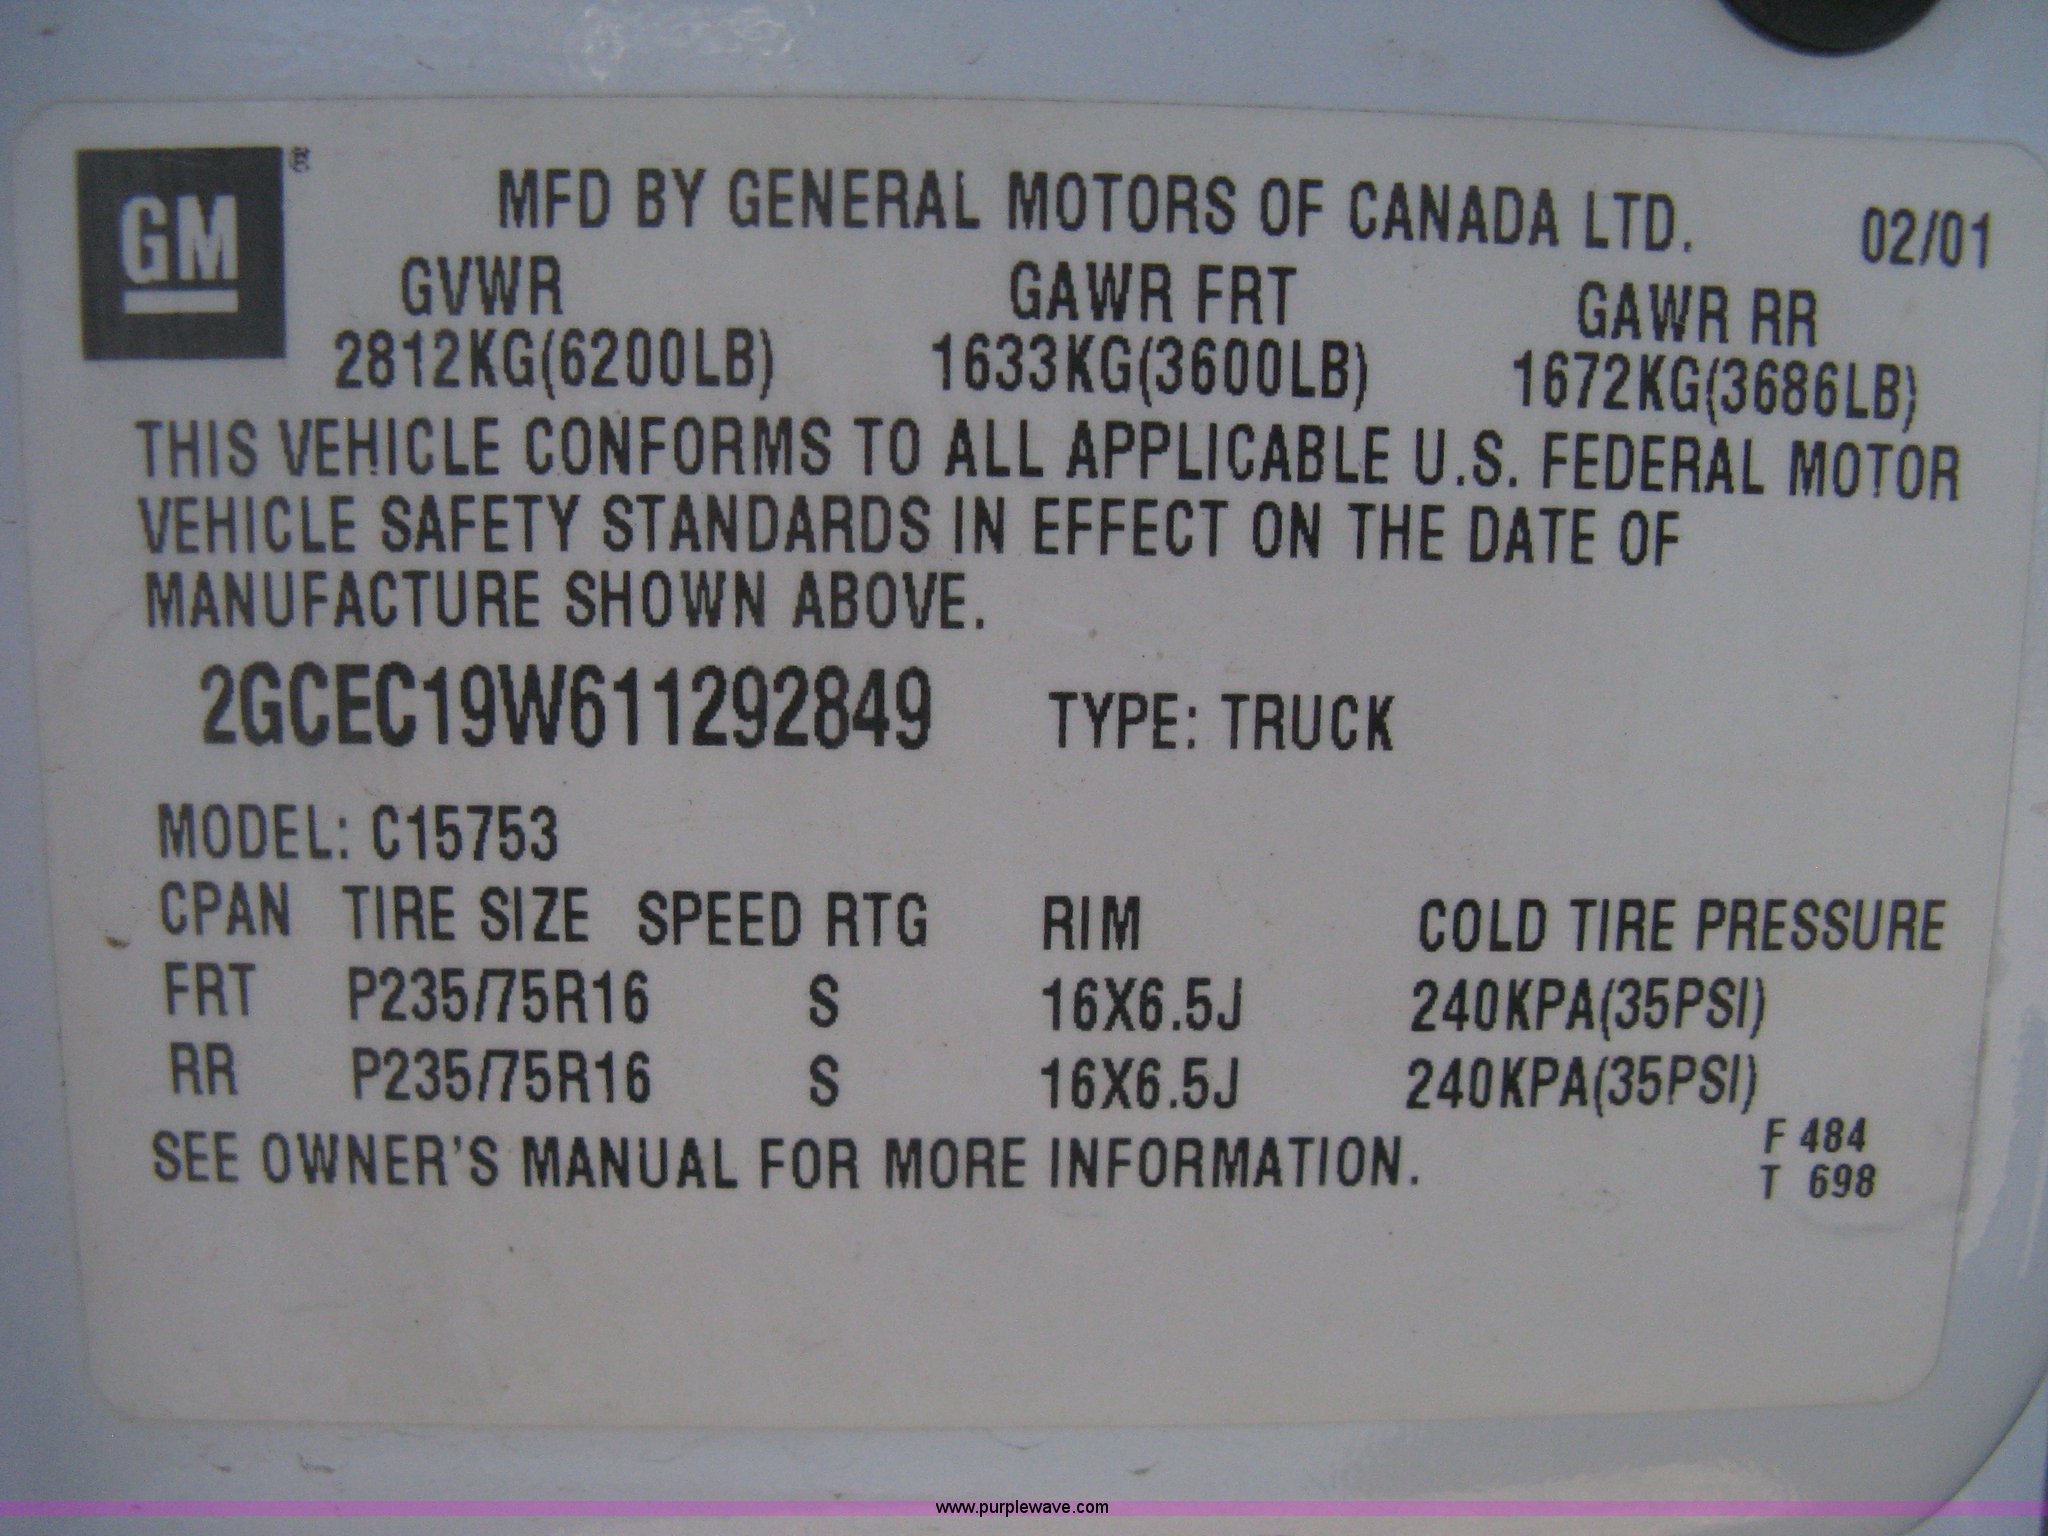 GM ®
MFD BY GENERAL MOTORS OF CANADA LTD. 02/01
GVWR GAWR FRT GAWR RR
2812KG(6200LB) 1633KG(3600LB) 1672KG(3686LB)
THIS VEHICLE CONFORMS TO ALL APPLICABLE U.S. FEDERAL MOTOR
VEHICLE SAFETY STANDARDS IN EFFECT ON THE DATE OF
MANUFACTURE SHOWN ABOVE.
2GCEC19W611292849 TYPE: TRUCK
MODEL: C15753
CPAN TIRE SIZE SPEED RTG RIM COLD TIRE PRESSURE
FRT P235/75R16 S 16X6.5J 240KPA(35PSI)
RR P235/75R16 S 16X6.5J 240KPA(35PSI)
SEE OWNER'S MANUAL FOR MORE INFORMATION.
F 484
T 698
www.purplewave.com